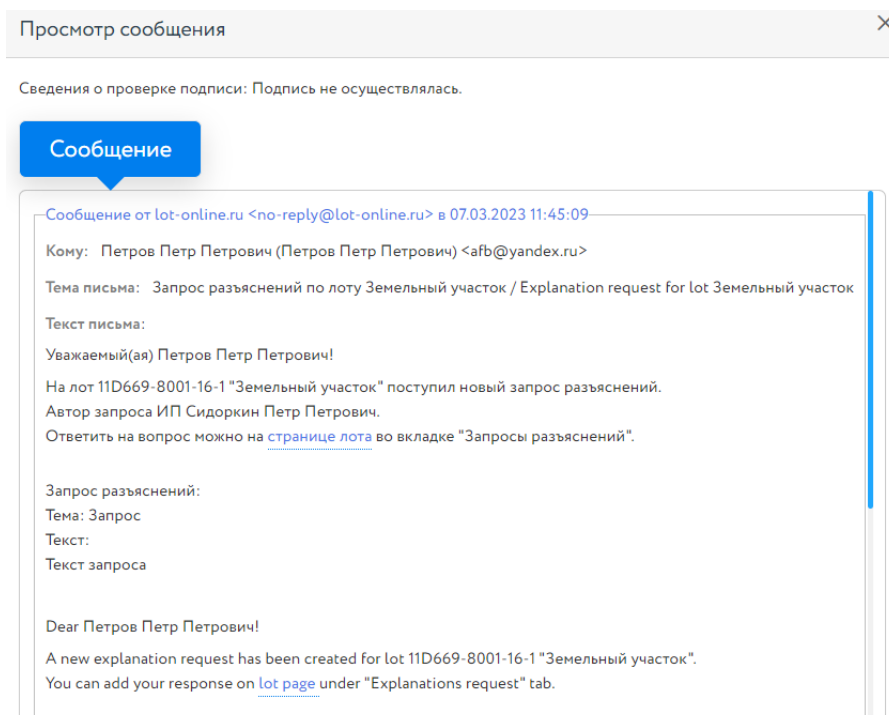 Просмотр сообщения
Сведения о проверке подписи: Подпись не осуществлялась.
Сообщение
Сообщение от lot-online.ru <no-reply@lot-online.ru> в 07.03.2023 11:45:09
Кому: Петров Петр Петрович (Петров Петр Петрович) <afb@yandex.ru>
Тема письма: Запрос разъяснений по лоту Земельный участок / Explanation request for lot Земельный участок
Текст письма:
Уважаемый(ая) Петров Петр Петрович!
На лот 11D669-8001-16-1 "Земельный участок" поступил новый запрос разъяснений.
Автор запроса ИП Сидоркин Петр Петрович.
Ответить на вопрос можно на странице лота во вкладке "Запросы разъяснений".
Запрос разъяснений:
Тема: Запрос
Текст:
Текст запроса
Dear Петров Петр Петрович!
A new explanation request has been created for lot 11D669-8001-16-1 "Земельный участок".
You can add your response on lot page under "Explanations request" tab.